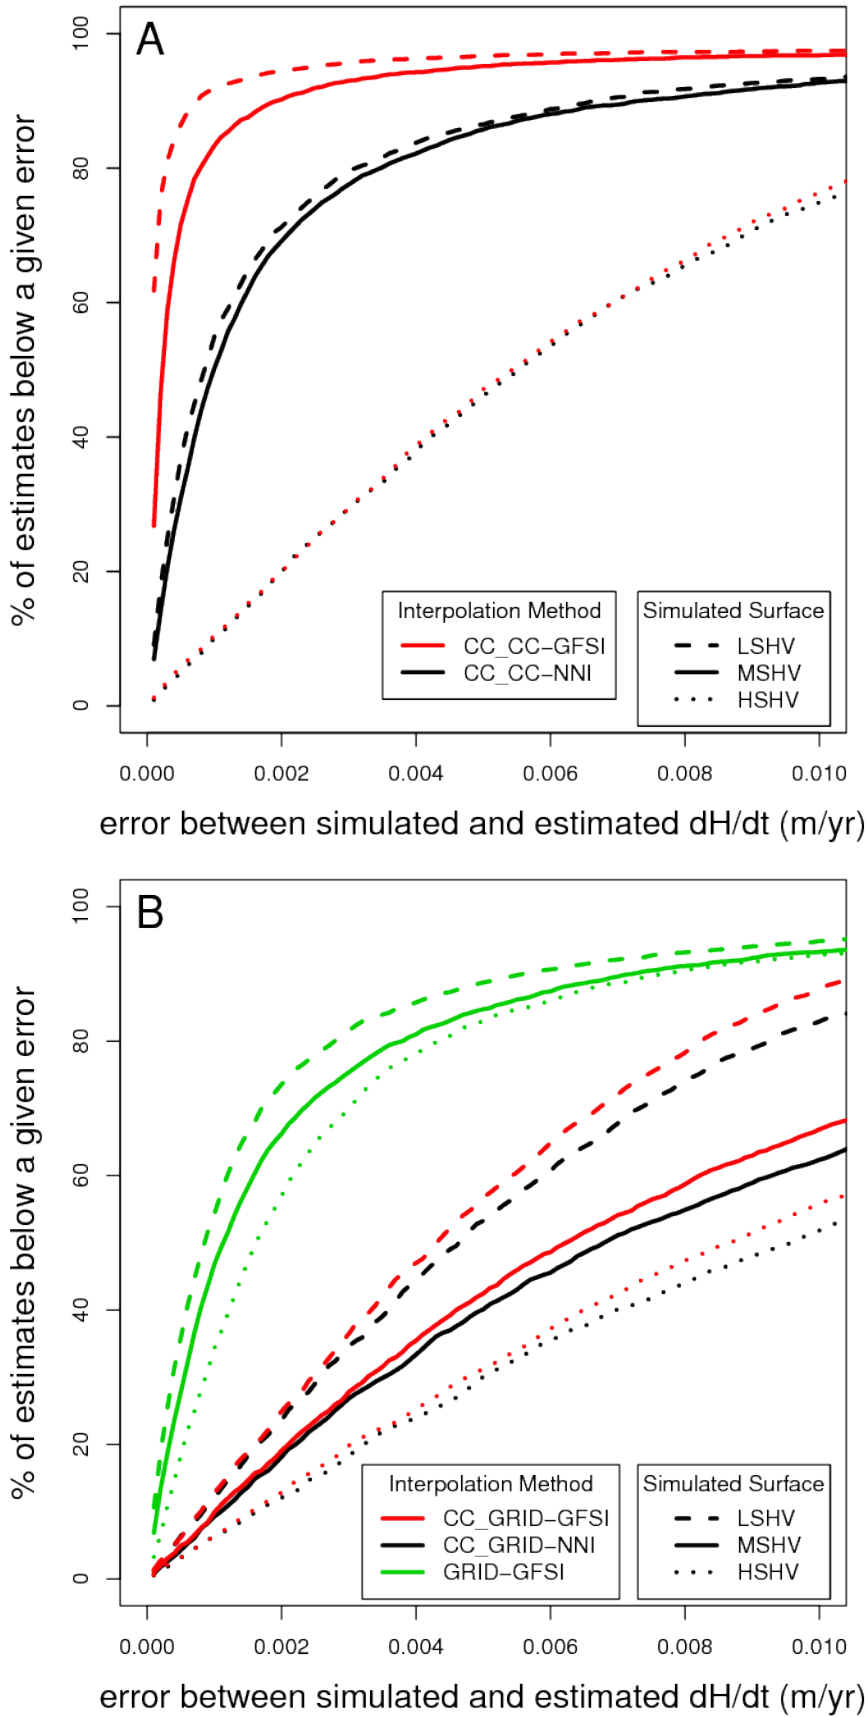 A
% of estimates below a given error
100
80
60
40
20
0
Interpolation Method
CC_CC−GFSI
CC_CC−NNI
Simulated Surface
LSHV
MSHV
HSHV
0.000 0.002 0.004 0.006 0.008 0.010
error between simulated and estimated dH/dt (m/yr)
B
% of estimates below a given error
100
80
60
40
20
0
Interpolation Method
CC_GRID−GFSI
CC_GRID−NNI
GRID−GFSI
Simulated Surface
LSHV
MSHV
HSHV
0.000 0.002 0.004 0.006 0.008 0.010
error between simulated and estimated dH/dt (m/yr)